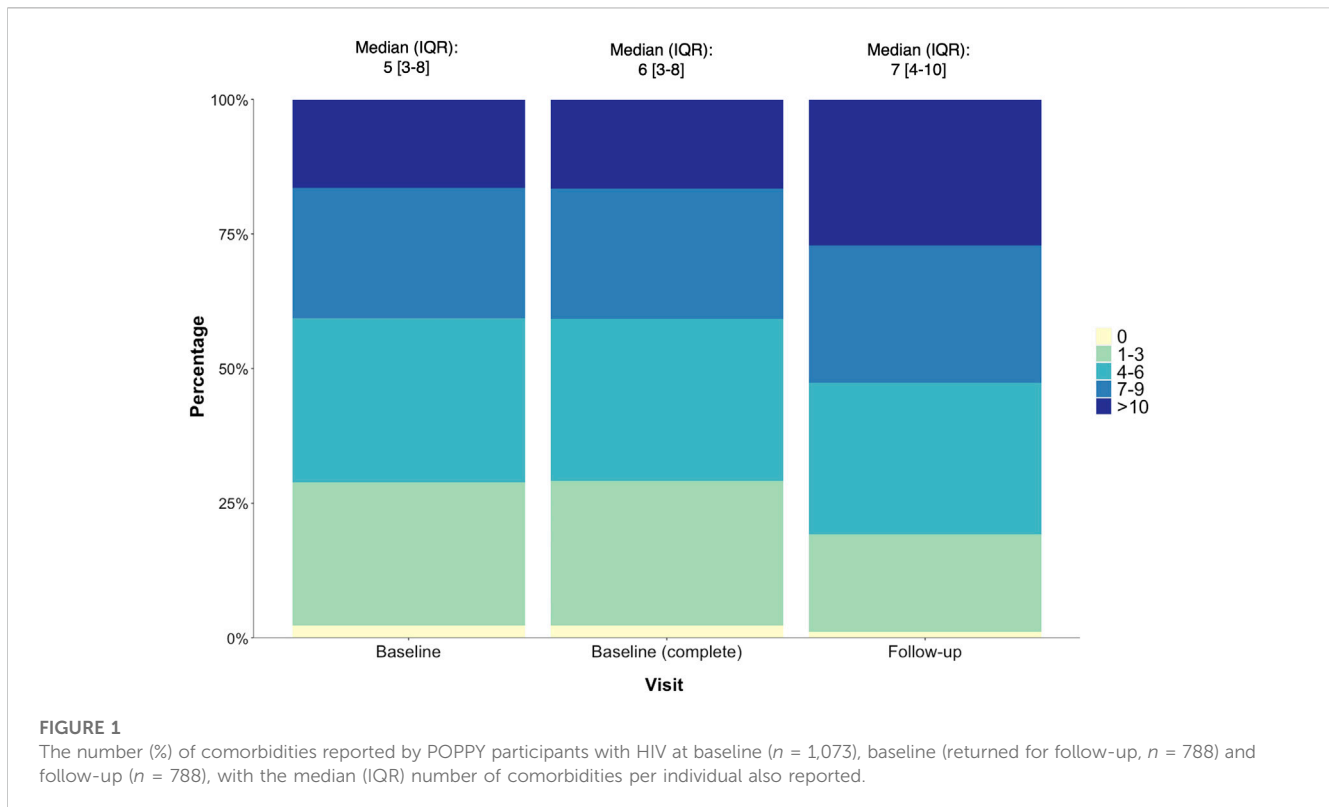 Median (IQR):
5 [3-8]
Median (IQR):
6 [3-8]
Median (IQR):
7 [4-10]
100%
75%
50%
25%
0%
Percentage
Baseline
Baseline (complete)
Follow-up
Visit
0
1-3
4-6
7-9
>10
FIGURE 1
The number (%) of comorbidities reported by POPPY participants with HIV at baseline (n = 1,073), baseline (returned for follow-up, n = 788) and
follow-up (n = 788), with the median (IQR) number of comorbidities per individual also reported.